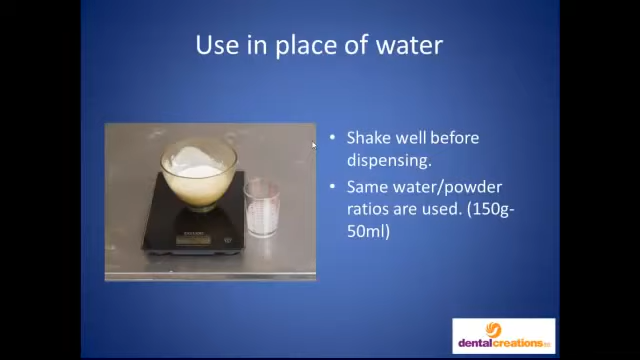 Use in place of water
• Shake well before
dispensing.
• Same water/powder
ratios are used. (150g-
50ml)
dentalcreations